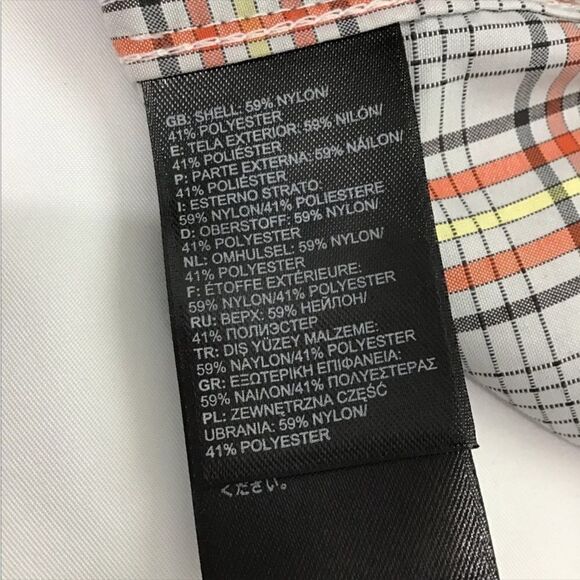 GB: SHELL: 59% NYLON/
41% POLYESTER
E: TELA EXTERIOR: 59% NILÓN/
41% POLIÉSTER
P: PARTE EXTERNA: 59% NÁILON/
41% POLIÉSTER
I: ESTERNO STRATO:
59% NYLON/41% POLIESTERE
D: OBERSTOFF: 59% NYLON/
41% POLYESTER
NL: OMHULSEL: 59% NYLON/
41% POLYESTER
F: ÉTOFFE EXTÉRIEURE:
59% NYLON/41% POLYESTER
RU: ВЕРХ: 59% НЕЙЛОН/
41% ПОЛИЭСТЕР
TR: DIŞ YÜZEY MALZEME:
59% NAYLON/41% POLYESTER
GR: ΕΞΩΤΕΡΙΚΗ ΕΠΙΦΑΝΕΙΑ:
59% ΝΑΙΛΟΝ/41% ΠΟΛΥΕΣΤΕΡΑΣ
PL: ZEWNĘTRZNA CZĘŚĆ
UBRANIA: 59% NYLON/
41% POLYESTER
ください。